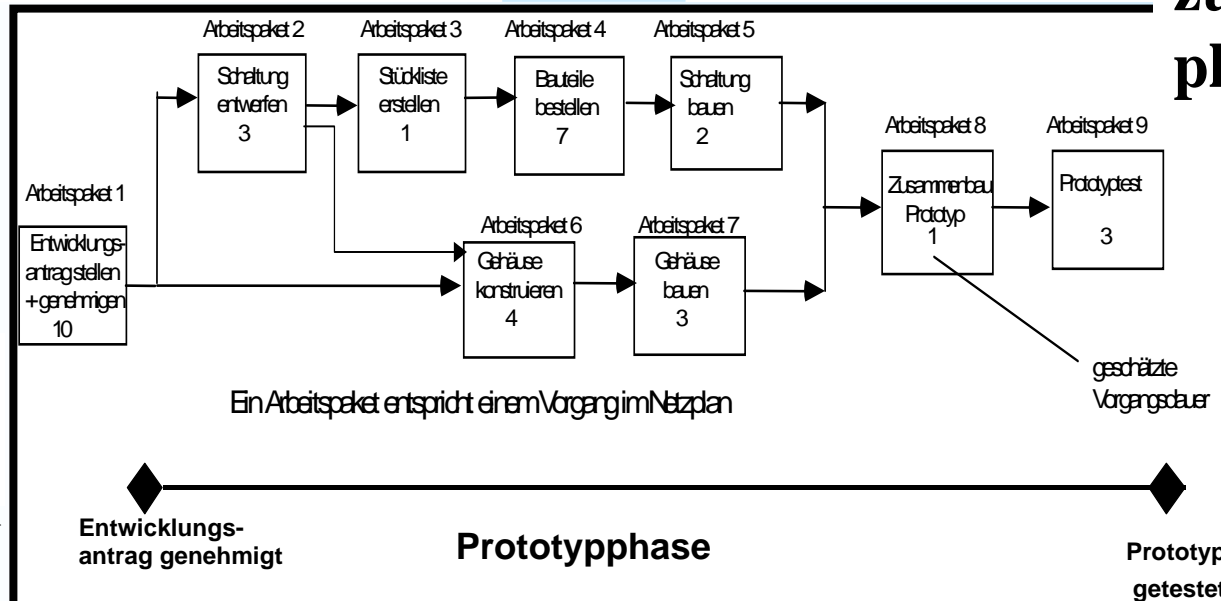 Arbeitspaket 2
Arbeitspaket 3
Arbeitspaket 4
Arbeitspaket 5
Schaltung
entwerfen
3
Stückliste
erstellen
1
Bauteile
bestellen
7
Schaltung
bauen
2
Arbeitspaket 8
Arbeitspaket 9
Zusammenbau
Prototyp
1
Prototyptest
3
Arbeitspaket 1
Entwicklungs-
antrag stellen
+ genehmigen
10
Arbeitspaket 6
Arbeitspaket 7
Gehäuse
konstruieren
4
Gehäuse
bauen
3
geschätzte
Vorgangsdauer
Ein Arbeitspaket entspricht einem Vorgang im Netzplan
Entwicklungs-
antrag genehmigt
Prototypphase
Prototyp
getestet